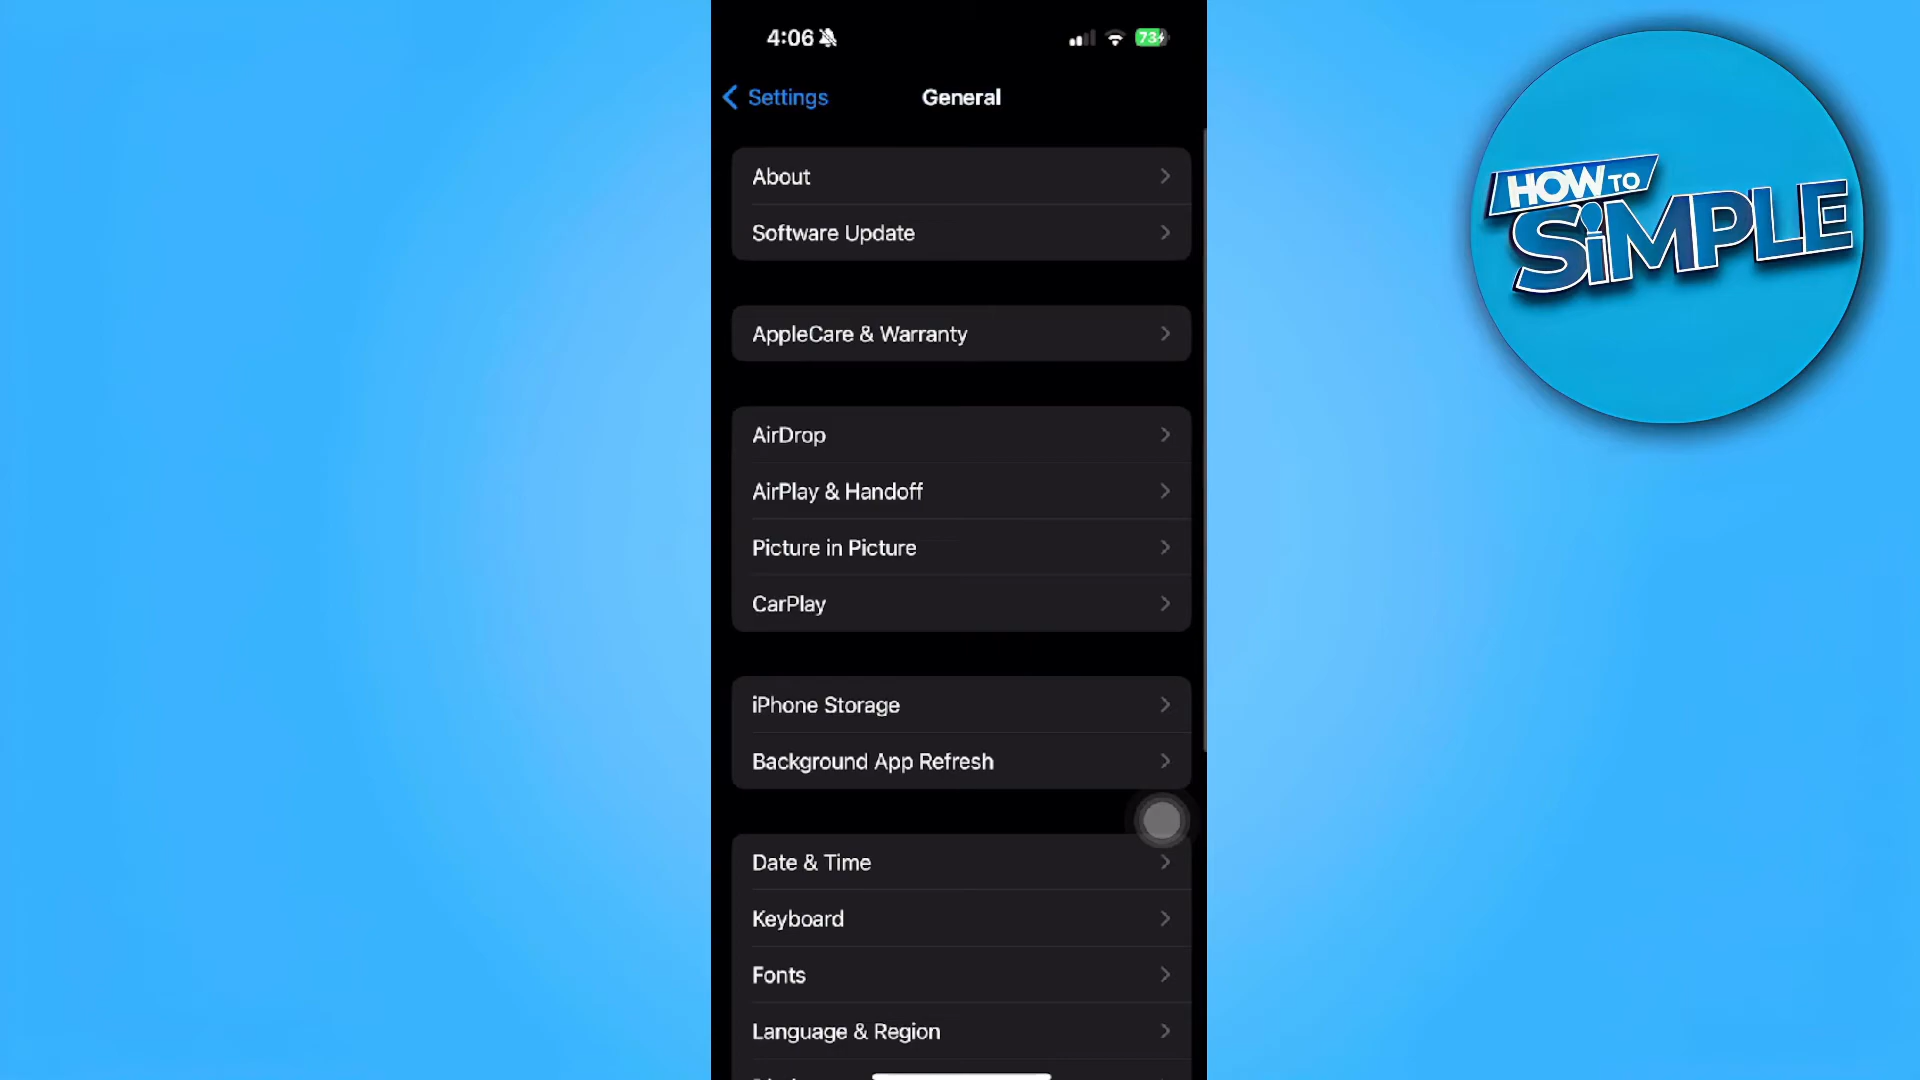 4:06
73
Settings
General
About
Software Update
AppleCare & Warranty
AirDrop
AirPlay & Handoff
Picture in Picture
CarPlay
iPhone Storage
Background App Refresh
Date & Time
Keyboard
Fonts
Language & Region
HOW TO
SiMPLE